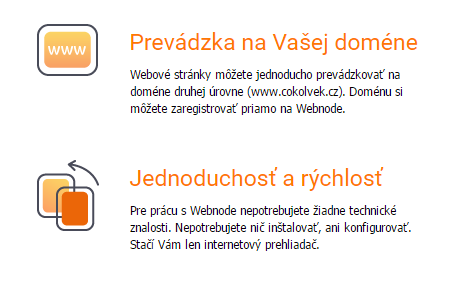 www
Prevádzka na Vašej doméne
Webové stránky môžete jednoducho prevádzkovať na
doméne druhej úrovne (www.cokolvek.cz). Doménu si
môžete zaregistrovať priamo na Webnode.
Jednoduchosť a rýchlosť
Pre prácu s Webnode nepotrebujete žiadne technické
znalosti. Nepotrebujete nič inštalovať, ani konfigurovať.
Stačí Vám len internetový prehliadač.